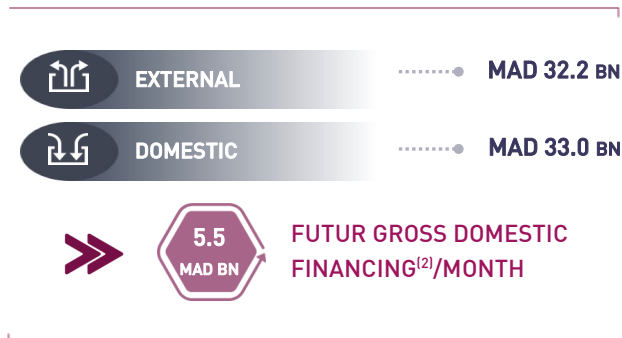 EXTERNAL MAD 32.2 BN
DOMESTIC MAD 33.0 BN
5.5
MAD BN
FUTUR GROSS DOMESTIC
FINANCING(2)/MONTH